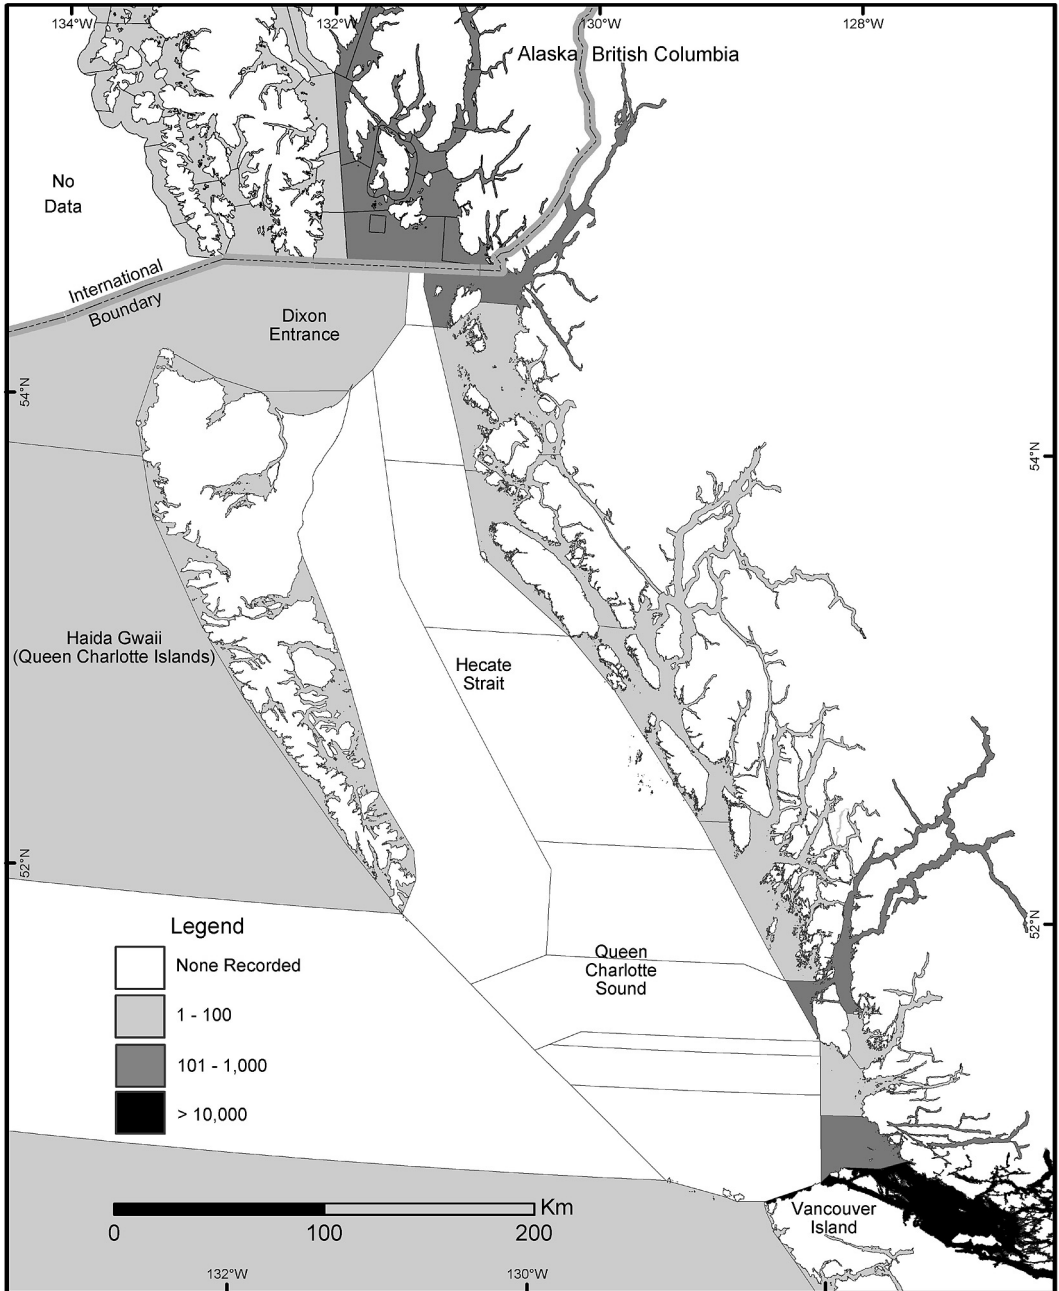 134°W
132°W
130°W
128°W
Alaska
British Columbia
No
Data
International
Boundary
Dixon
Entrance
54°N
54°N
Haida Gwaii
(Queen Charlotte Islands)
Hecate
Strait
52°N
52°N
Queen
Charlotte
Sound
Legend
None Recorded
1 - 100
101 - 1,000
> 10,000
Km
0
100
200
Vancouver
Island
132°W
130°W